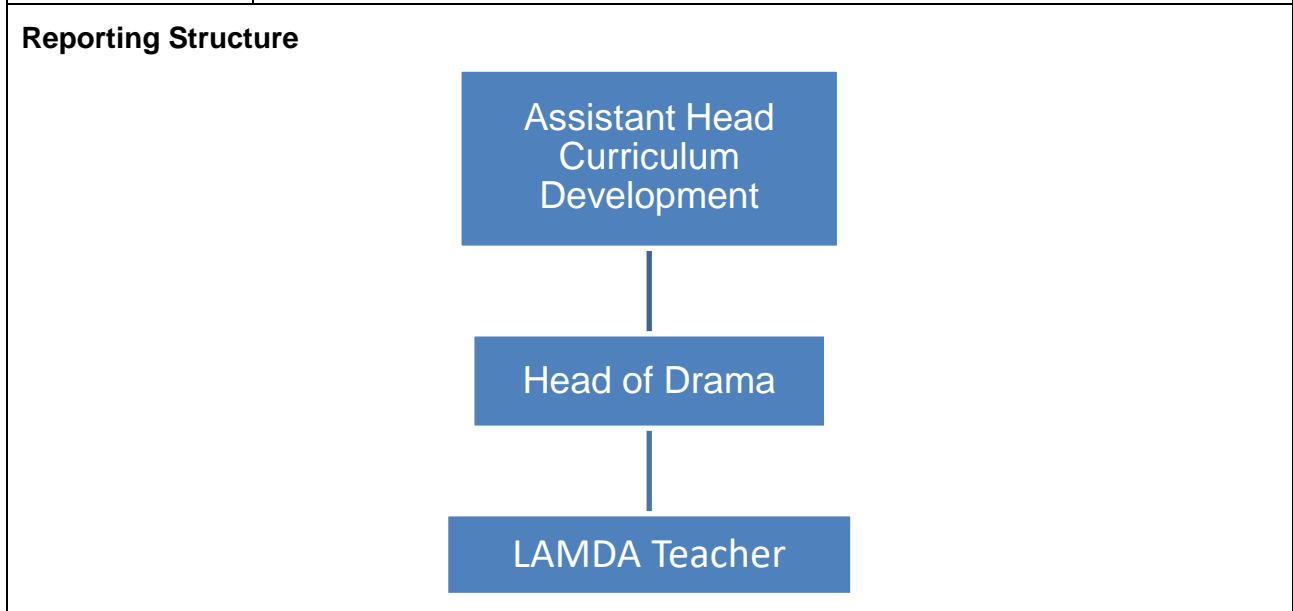 Reporting Structure
Assistant Head
Curriculum
Development
Head of Drama
LAMDA Teacher